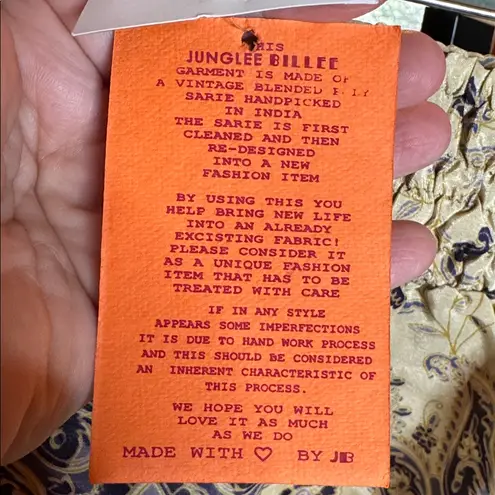 THIS
JUNGLEE BILLEE
GARMENT IS MADE OF
A VINTAGE BLENDED
SARIE HANDPICKED
IN INDIA
THE SARIE IS FIRST
CLEANED AND THEN
RE-DESIGNED
INTO A NEW
FASHION ITEM
BY USING THIS YOU
HELP BRING NEW LIFE
INTO AN ALREADY
EXCISTING FABRIC!
PLEASE CONSIDER IT
AS A UNIQUE FASHION
ITEM THAT HAS TO BE
TREATED WITH CARE
IF IN ANY STYLE
APPEARS SOME IMPERFECTIONS
IT IS DUE TO HAND WORK PROCESS
AND THIS SHOULD BE CONSIDERED
AN INHERENT CHARACTERISTIC OF
THIS PROCESS.
WE HOPE YOU WILL
LOVE IT AS MUCH
AS WE DO
MADE WITH ♡ BY JB